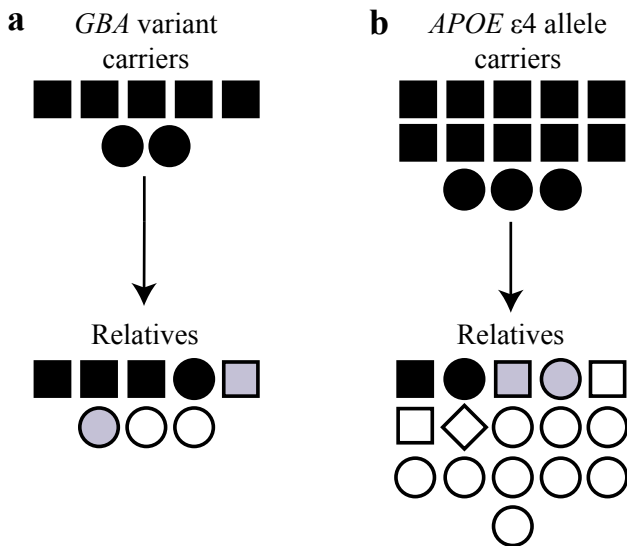 a
GBA variant
carriers
Relatives
b
APOE ε4 allele
carriers
Relatives